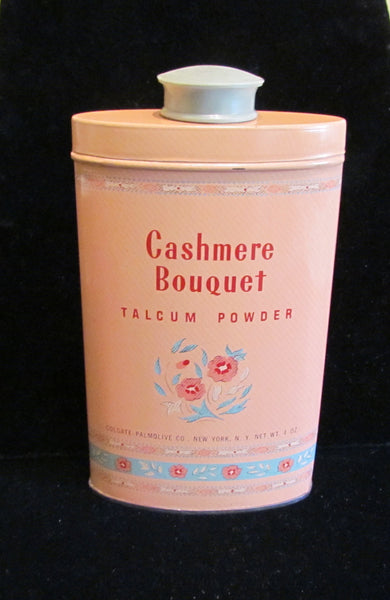 Cashmere
Bouquet
TALCUM POWDER
COLGATE-PALMOLIVE CO. NEW YORK, N. Y. NET WT. 4 OZ.